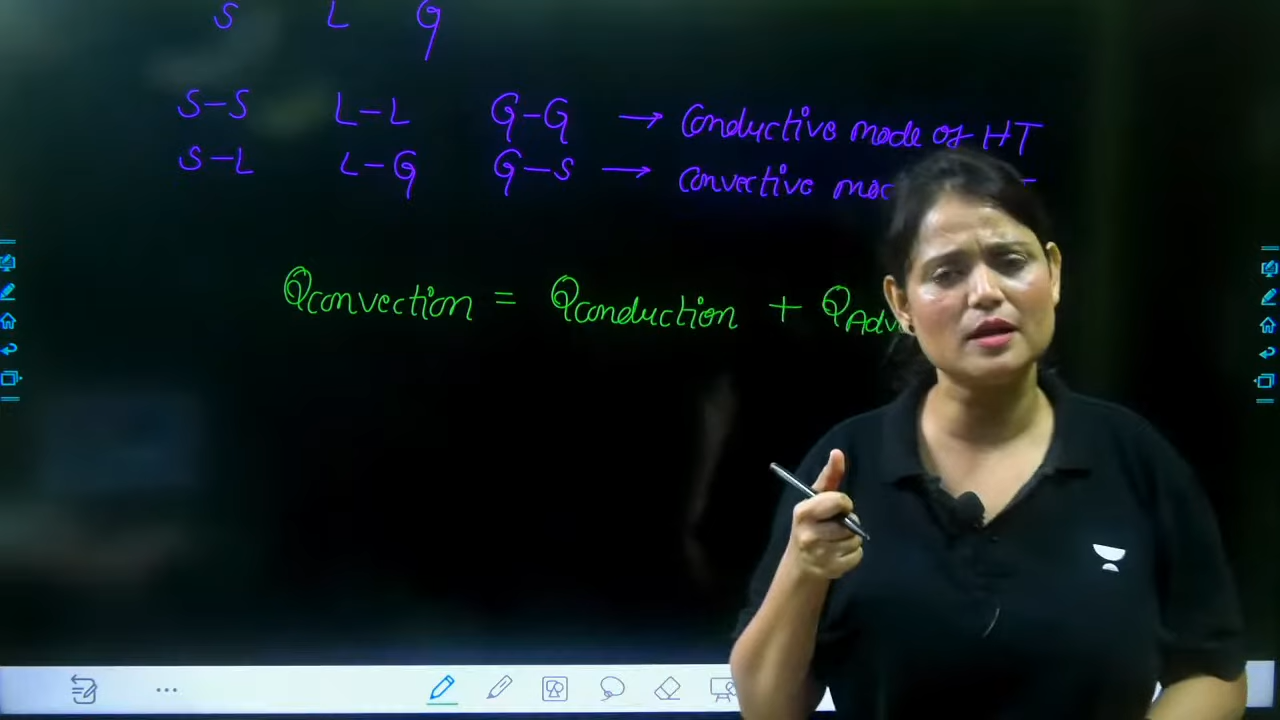 S L G
S-S L-L G-G → Conductive mode of HT
S-L L-G G-S → Convective
Qconvection = Qconduction +